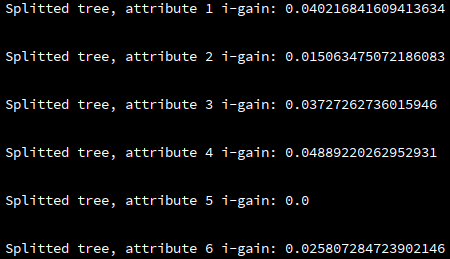 Splitted tree, attribute 1 i-gain: 0.040216841609413634
Splitted tree, attribute 2 i-gain: 0.015063475072186083
Splitted tree, attribute 3 i-gain: 0.03727262736015946
Splitted tree, attribute 4 i-gain: 0.04889220262952931
Splitted tree, attribute 5 i-gain: 0.0
Splitted tree, attribute 6 i-gain: 0.025807284723902146